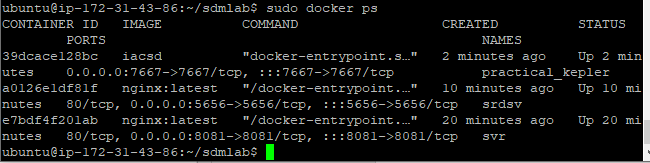 ubuntu@ip-172-31-43-86:~/sdmlab$ sudo docker ps
CONTAINER ID   IMAGE          COMMAND                  CREATED          STATUS
         PORTS                                                  NAMES
39dcace128bc   iacsd          "docker-entrypoint.s…"   2 minutes ago    Up 2 min
utes   0.0.0.0:7667->7667/tcp, :::7667->7667/tcp             practical_kepler
a0126e1df81f   nginx:latest   "/docker-entrypoint.…"   10 minutes ago   Up 10 mi
nutes   80/tcp, 0.0.0.0:5656->5656/tcp, :::5656->5656/tcp   srdsv
e7bdf4f201ab   nginx:latest   "/docker-entrypoint.…"   20 minutes ago   Up 20 mi
nutes   80/tcp, 0.0.0.0:8081->8081/tcp, :::8081->8081/tcp   svr
ubuntu@ip-172-31-43-86:~/sdmlab$